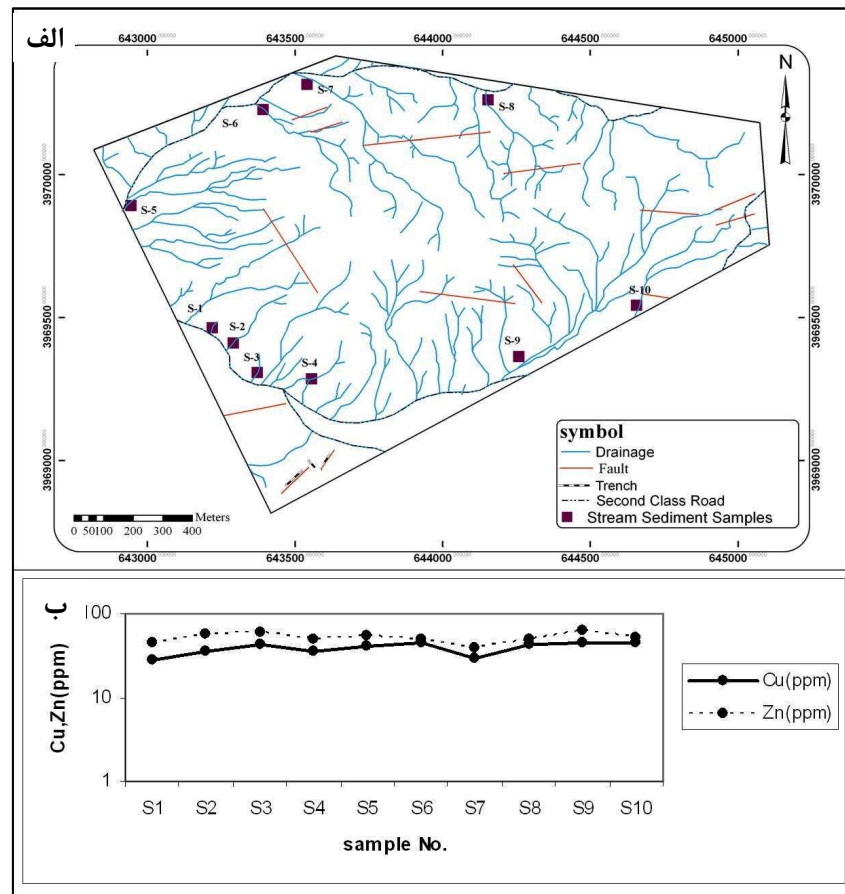 الف
643000 643500 644000 644500 645000
N
3970000
3969500
3969000
3970000
3969500
3969000
S-7
S-8
S-6
S-5
S-1
S-2
S-3
S-4
S-9
S-10
symbol
Drainage
Fault
Trench
Second Class Road
Stream Sediment Samples
Meters
0 50100 200 300 400
643000 643500 644000 644500 645000
ب
100
10
1
Cu,Zn(ppm)
S1 S2 S3 S4 S5 S6 S7 S8 S9 S10
sample No.
Cu(ppm)
Zn(ppm)